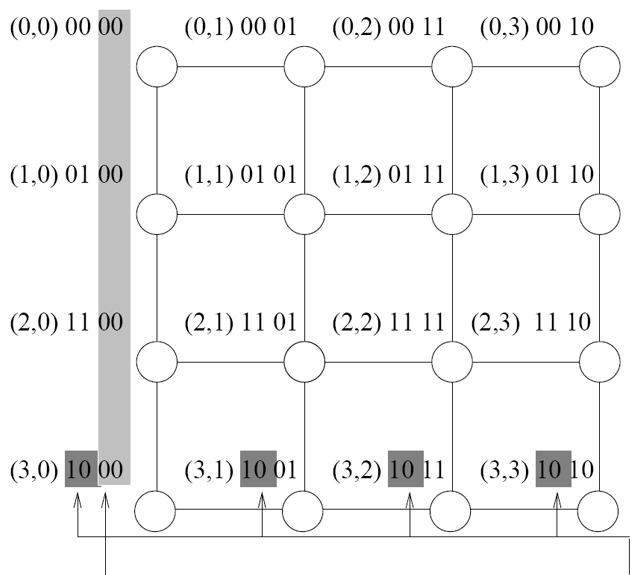 (0,0) 00 00 (0,1) 00 01 (0,2) 00 11 (0,3) 00 10
(1,0) 01 00 (1,1) 01 01 (1,2) 01 11 (1,3) 01 10
(2,0) 11 00 (2,1) 11 01 (2,2) 11 11 (2,3) 11 10
(3,0) 10 00 (3,1) 10 01 (3,2) 10 11 (3,3) 10 10